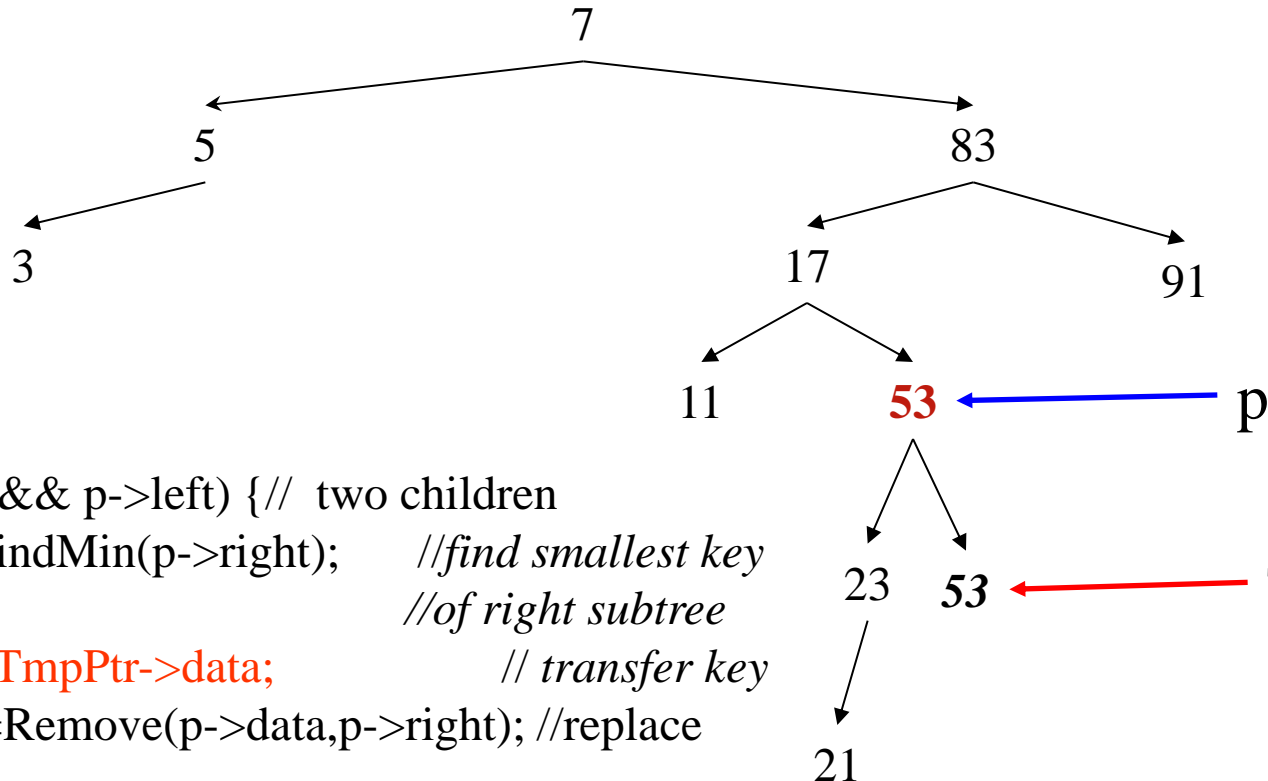 7
5 83
3 17 91
11 53 p
&& p->left) {// two children
indMin(p->right); //find smallest key
23 53
//of right subtree
TmpPtr->data; // transfer key
Remove(p->data,p->right); //replace
21